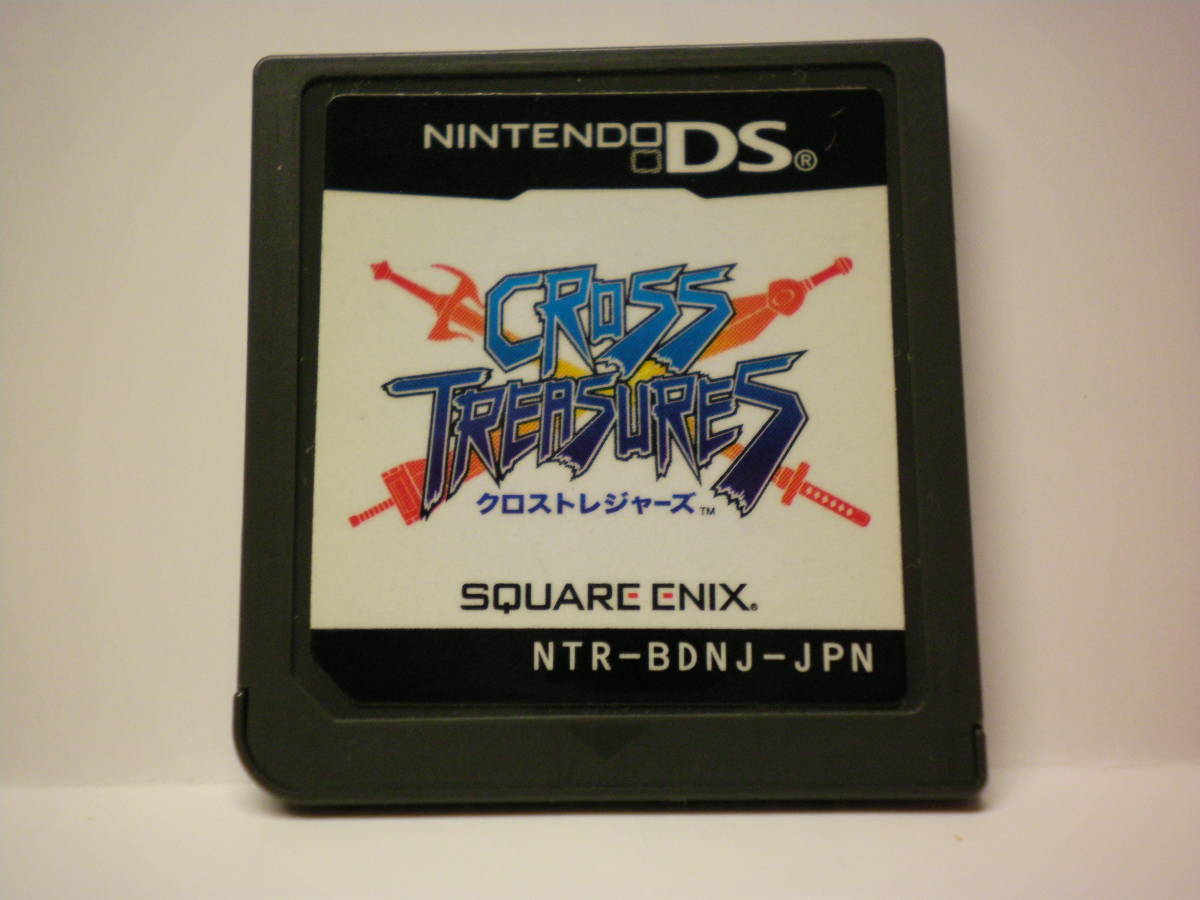 NINTENDO DS®
CROSS
TREASURES
クロストレジャーズ™
SQUARE ENIX®
NTR-BDNJ-JPN